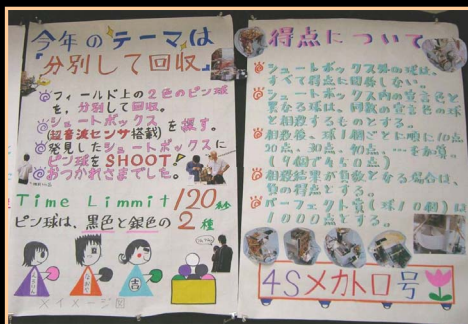 今年のテーマは
『分別して回収』
フィールド上の2色のピン球
を、分別して回収。
シュートボックス
(超音波センサ搭載)を探す。
発見したシュートボックスに
ピン球をSHOOT!
おつかれさまでした。
Time Limmit 120秒
ピン球は、黒色と銀色の2種
吉
※イメージ図
得点について
シュートボックス外の球は、
すべて得点に関係しない。
シュートボックス内の宣言色と
異なる球は、同数の宣言色の球
と相殺するものとする。
相殺後、球1個ごとに順に10点
20点、30点、40点、…を加算。
相殺結果が負数となる場合は、
負の得点とする。
パーフェクト賞(球10個)は
1000点とする。
4Sメカトロ号